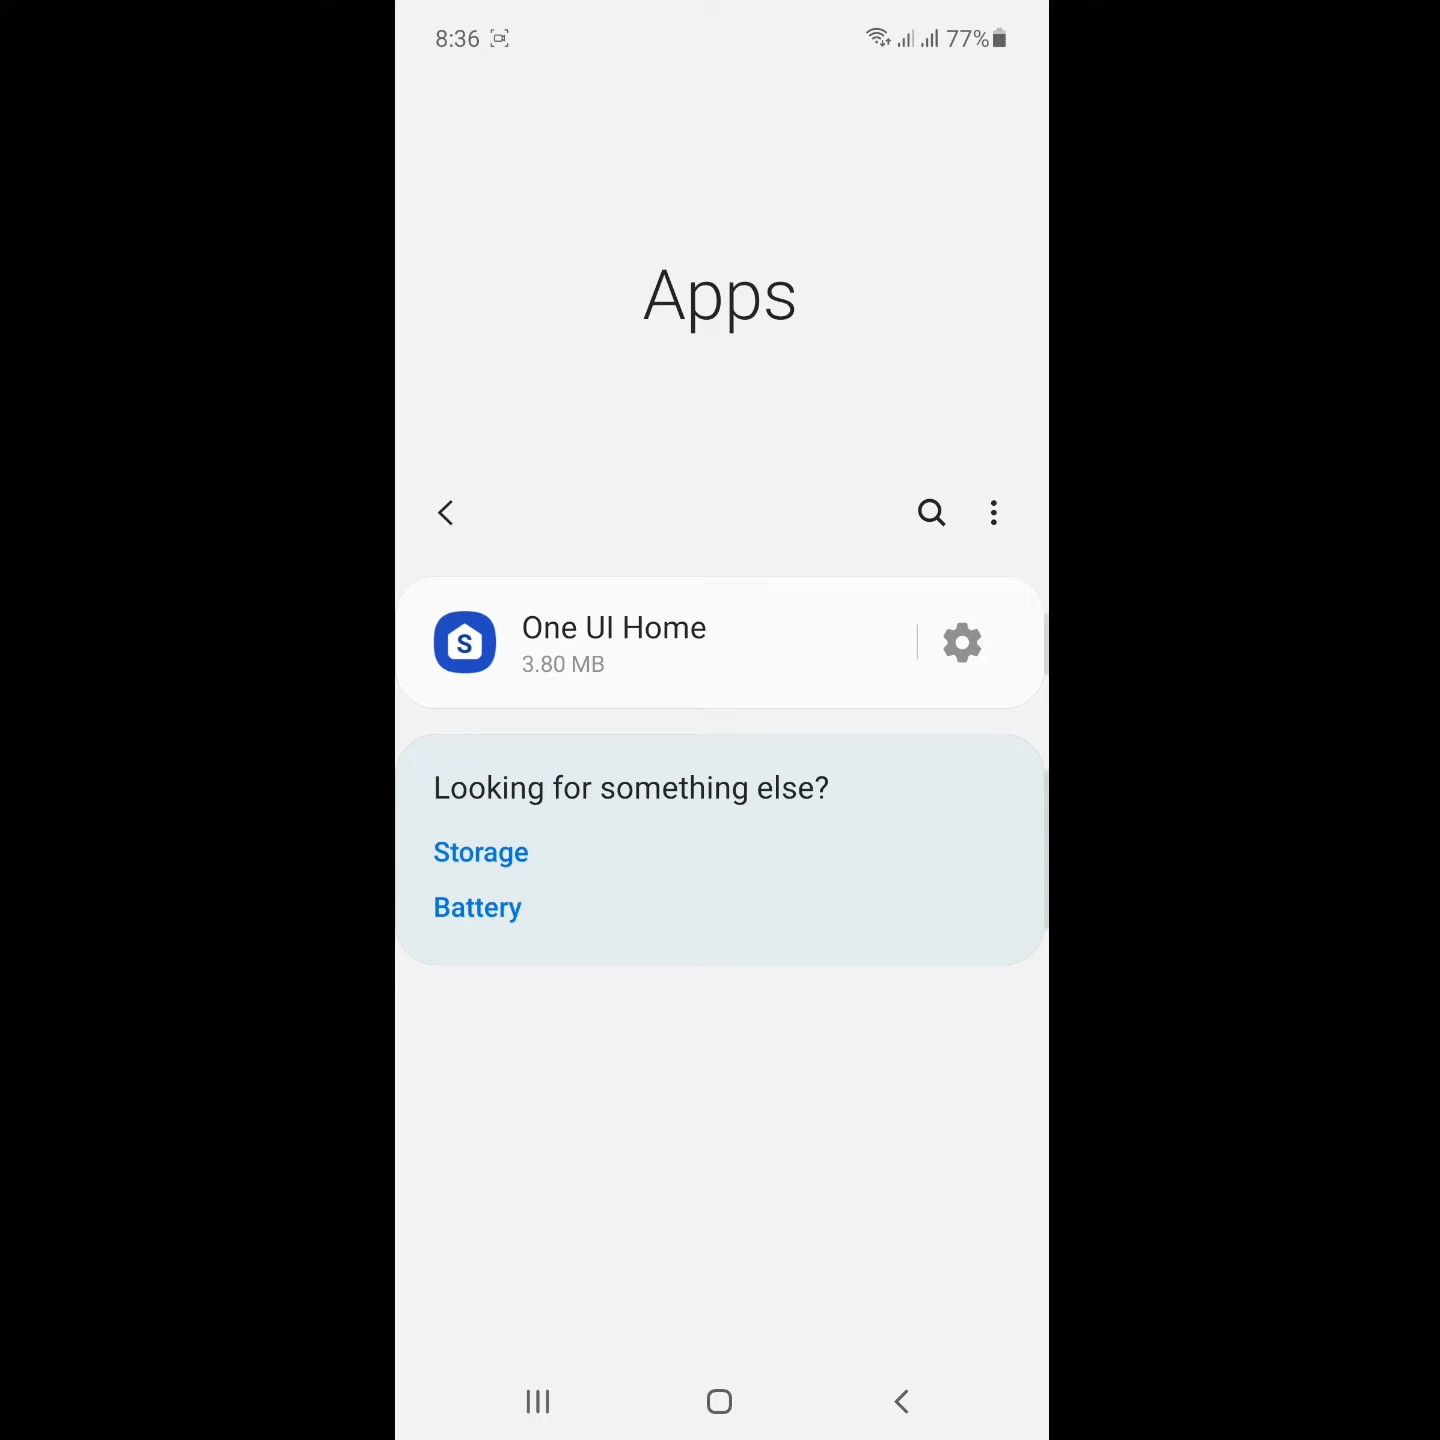 8:36 77%
Apps
One UI Home
3.80 MB
Looking for something else?
Storage
Battery